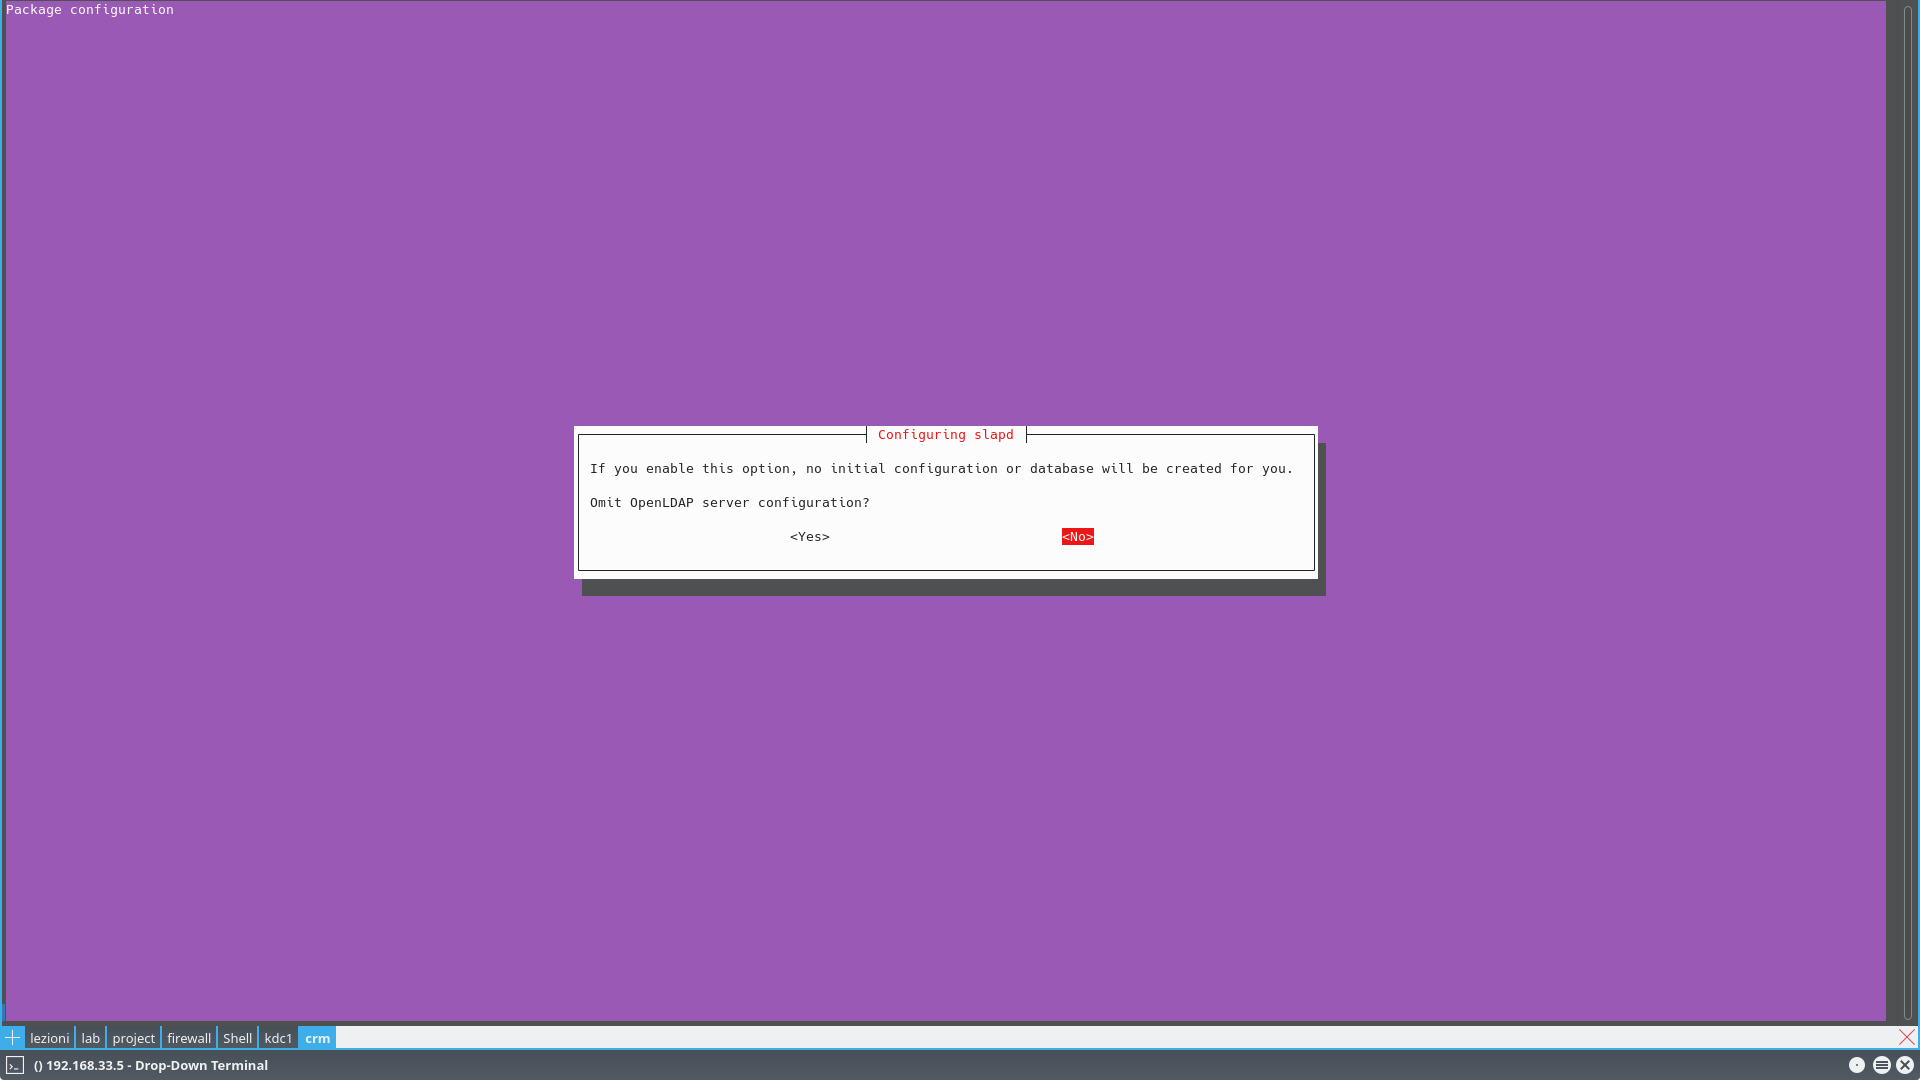 Package configuration
Configuring slapd
If you enable this option, no initial configuration or database will be created for you.
Omit OpenLDAP server configuration?
<Yes> <No>
lezioni lab project firewall Shell kdc1 crm
() 192.168.33.5 - Drop-Down Terminal